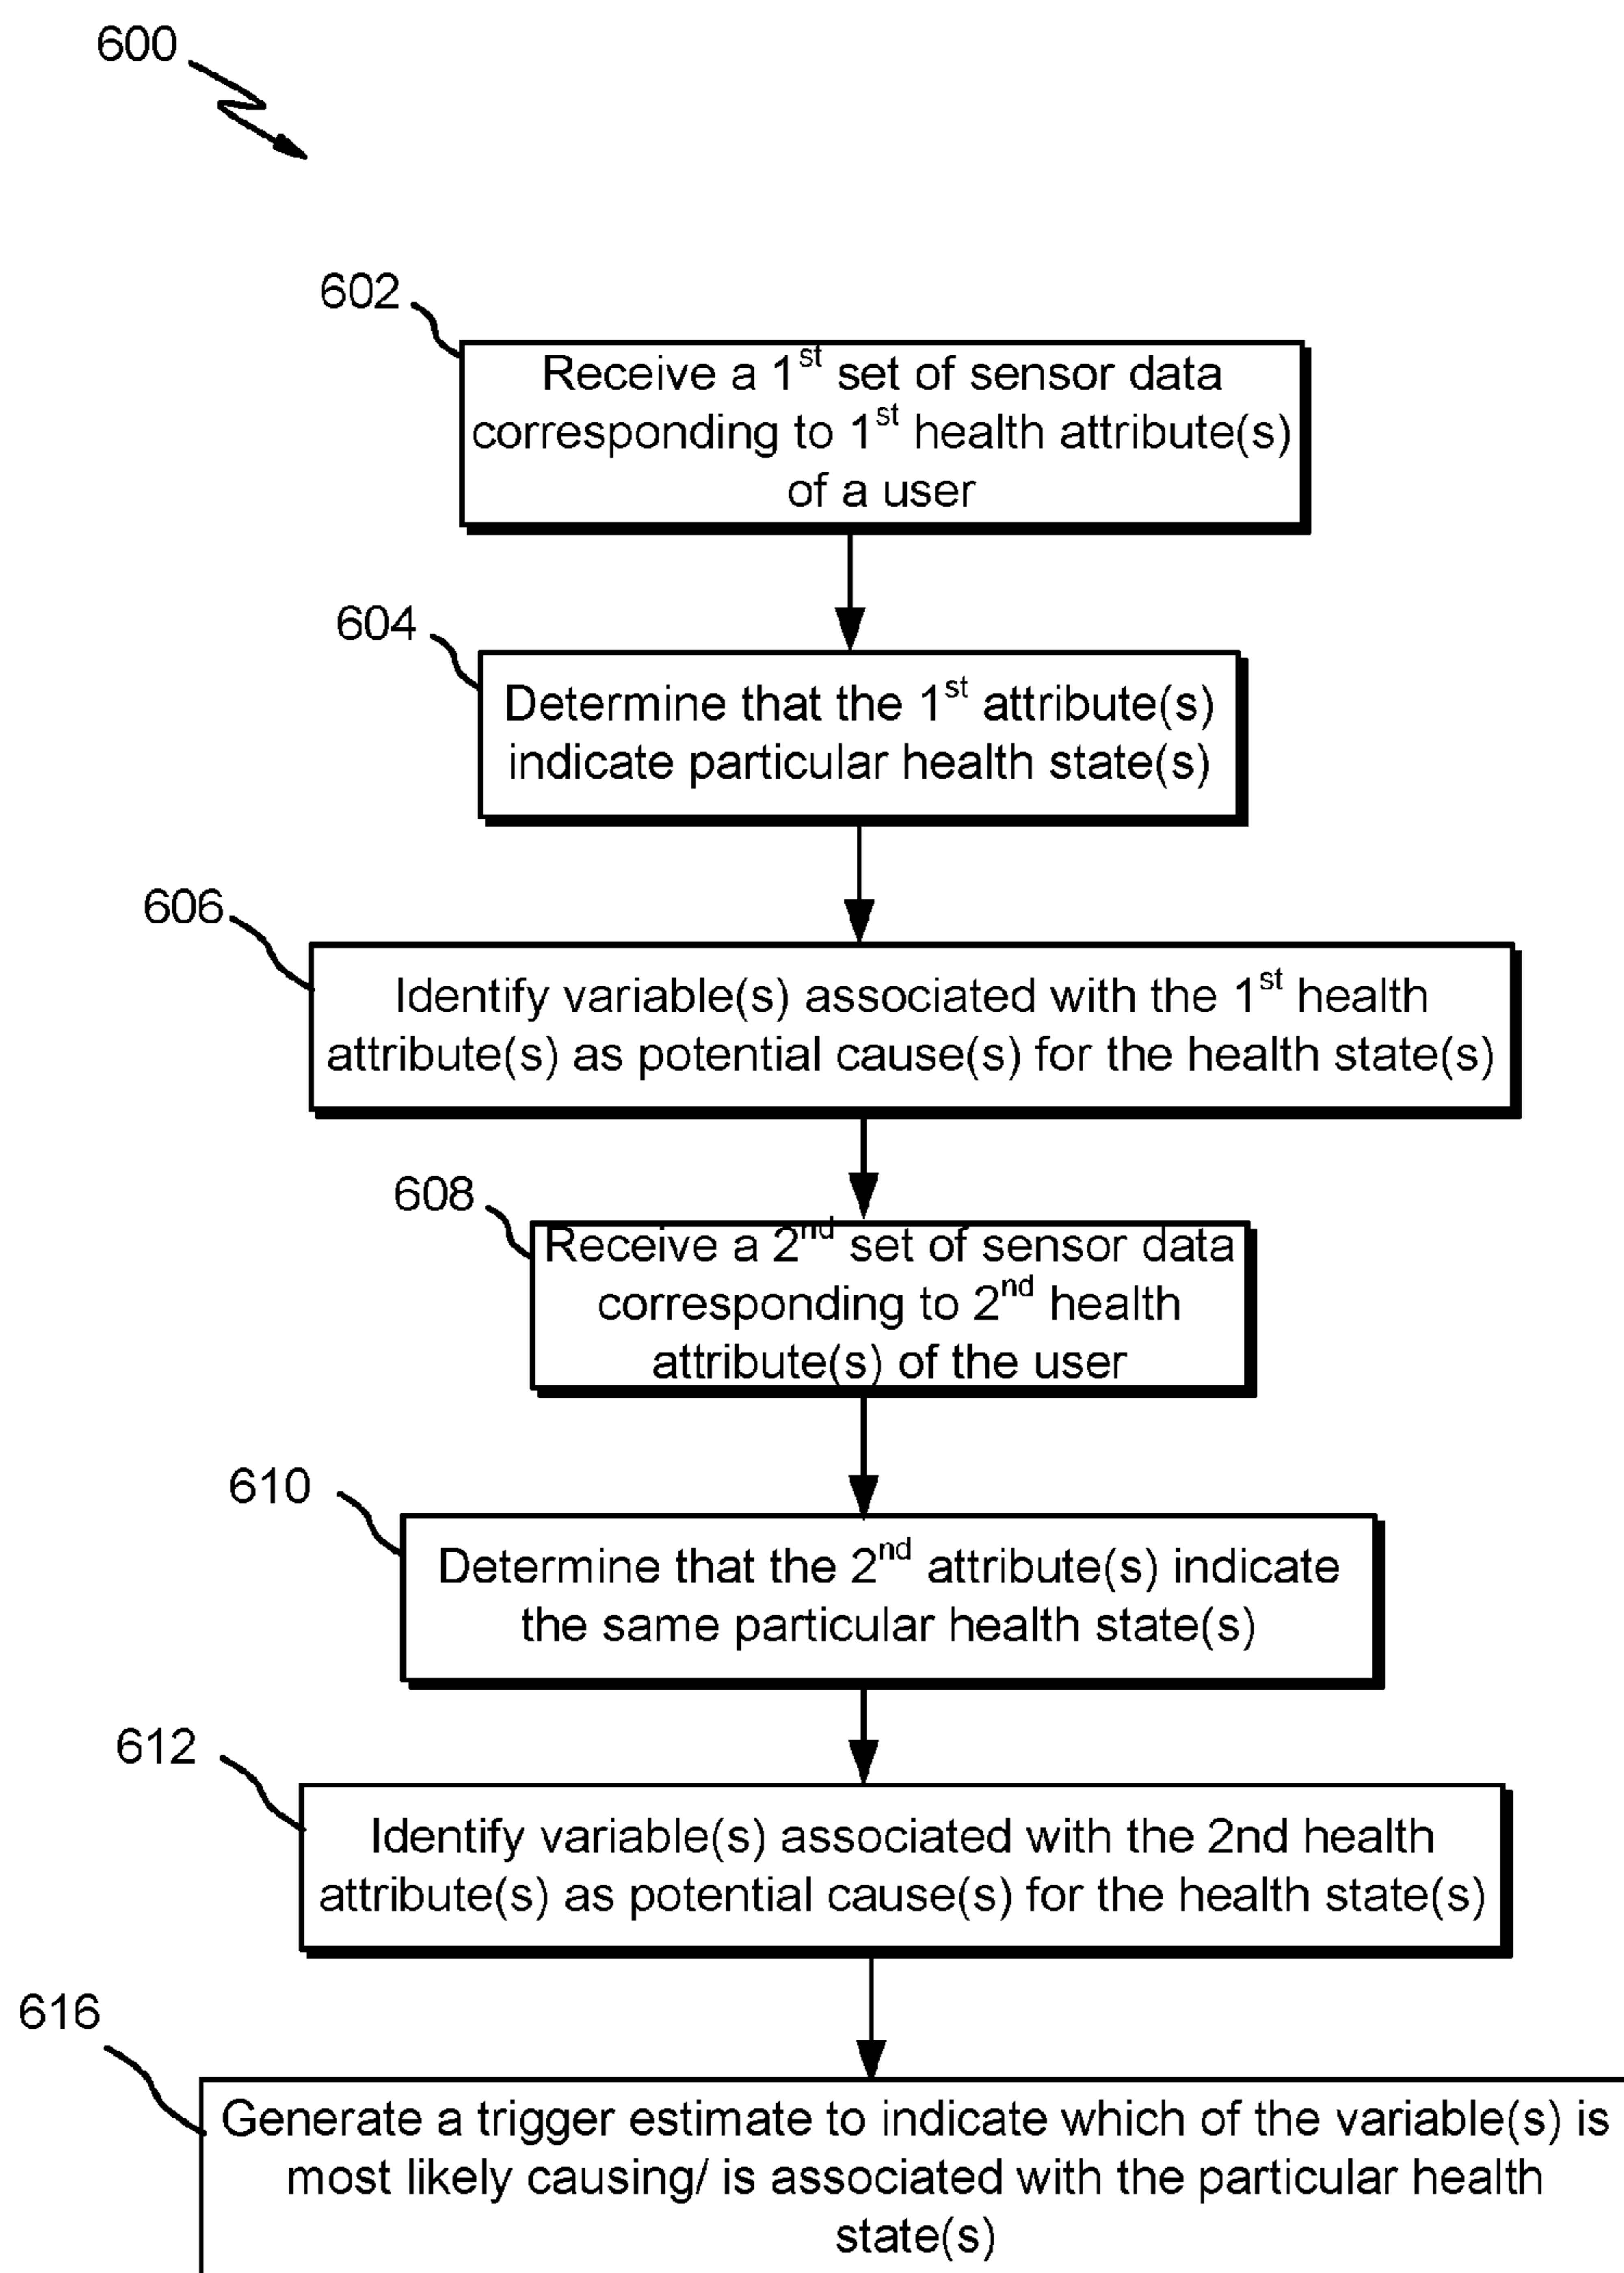 600
602
Receive a 1st set of sensor data
corresponding to 1st health attribute(s)
of a user
604
Determine that the 1st attribute(s)
indicate particular health state(s)
606
Identify variable(s) associated with the 1st health
attribute(s) as potential cause(s) for the health state(s)
608
Receive a 2nd set of sensor data
corresponding to 2nd health
attribute(s) of the user
610
Determine that the 2nd attribute(s) indicate
the same particular health state(s)
612
Identify variable(s) associated with the 2nd health
attribute(s) as potential cause(s) for the health state(s)
616
Generate a trigger estimate to indicate which of the variable(s) is
most likely causing/ is associated with the particular health
state(s)